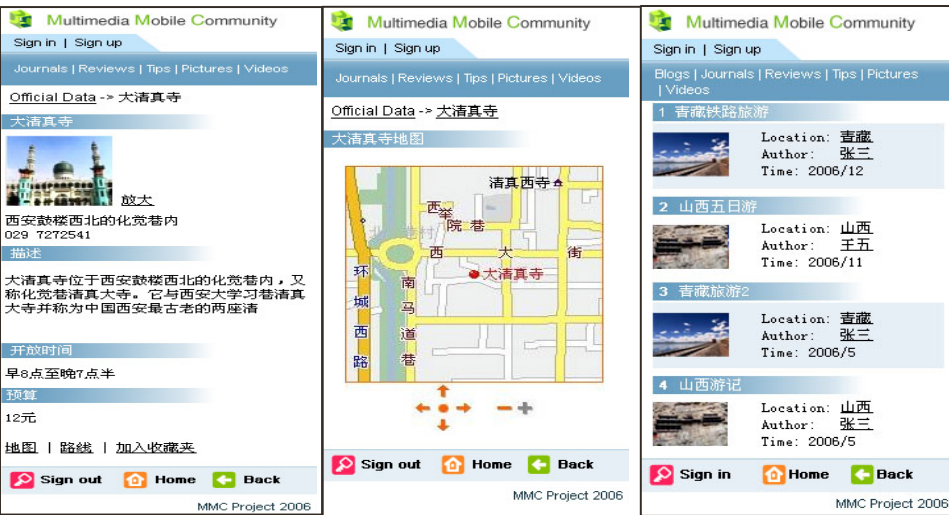 Multimedia Mobile Community
Sign in | Sign up
Journals | Reviews | Tips | Pictures | Videos
Official Data -> 大清真寺
大清真寺
放大
西安鼓楼西北的化觉巷内
029 7272541
描述
大清真寺位于西安鼓楼西北的化觉巷内，又
称化觉巷清真大寺。它与西安大学习巷清真
大寺并称为中国西安最古老的两座清
开放时间
早8点至晚7点半
预算
12元
地图 | 路线 | 加入收藏夹
Sign out Home Back
MMC Project 2006
Multimedia Mobile Community
Sign in | Sign up
Journals | Reviews | Tips | Pictures | Videos
Official Data -> 大清真寺
大清真寺地图
清真西寺
西举院巷
西大街
大清真寺
环城西路
南马道巷
Sign out Home Back
MMC Project 2006
Multimedia Mobile Community
Sign in | Sign up
Blogs | Journals | Reviews | Tips | Pictures
| Videos
1 青藏铁路旅游
Location: 青藏
Author: 张三
Time: 2006/12
2 山西五日游
Location: 山西
Author: 王五
Time: 2006/11
3 青藏旅游2
Location: 青藏
Author: 张三
Time: 2006/5
4 山西游记
Location: 山西
Author: 张三
Time: 2006/5
Sign in Home Back
MMC Project 2006